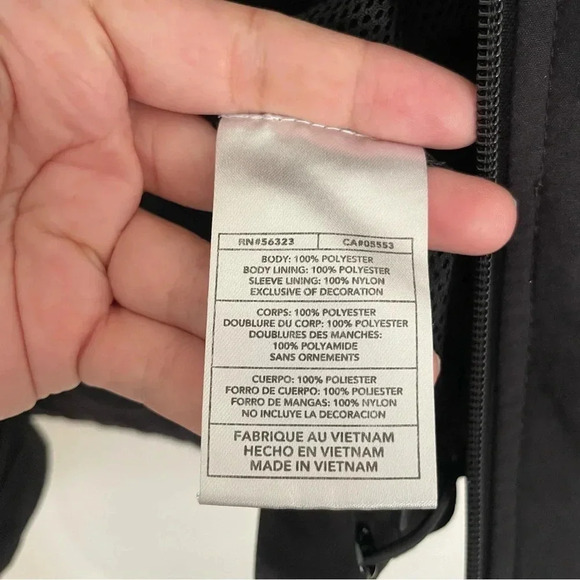 RN#56323 CA#05553
BODY: 100% POLYESTER
BODY LINING: 100% POLYESTER
SLEEVE LINING: 100% NYLON
EXCLUSIVE OF DECORATION
CORPS: 100% POLYESTER
DOUBLURE DU CORP: 100% POLYESTER
DOUBLURES DES MANCHES:
100% POLYAMIDE
SANS ORNEMENTS
CUERPO: 100% POLIESTER
FORRO DE CUERPO: 100% POLIESTER
FORRO DE MANGAS: 100% NYLON
NO INCLUYE LA DECORACION
FABRIQUE AU VIETNAM
HECHO EN VIETNAM
MADE IN VIETNAM